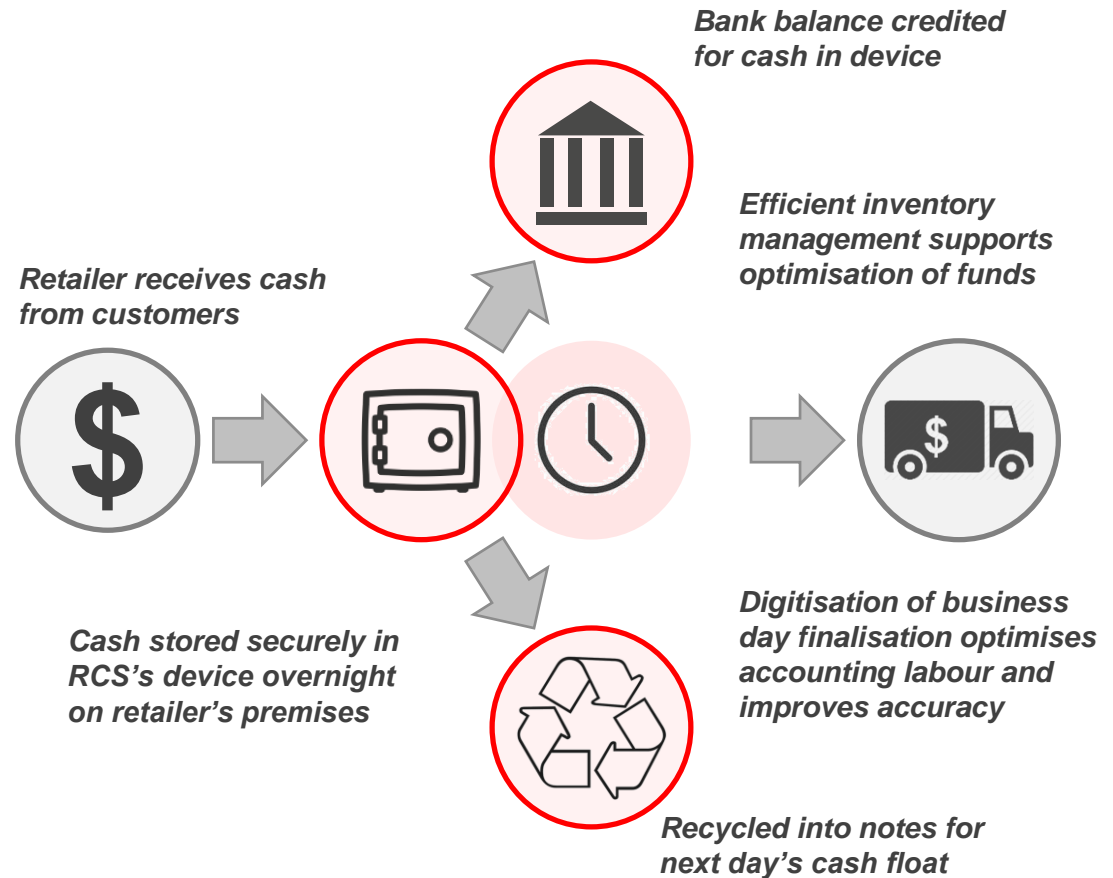 Bank balance credited
for cash in device
Efficient inventory
management supports
optimisation of funds
Retailer receives cash
from customers
$
$
Cash stored securely in
RCS's device overnight
on retailer's premises
Digitisation of business
day finalisation optimises
accounting labour and
improves accuracy
Recycled into notes for
next day's cash float